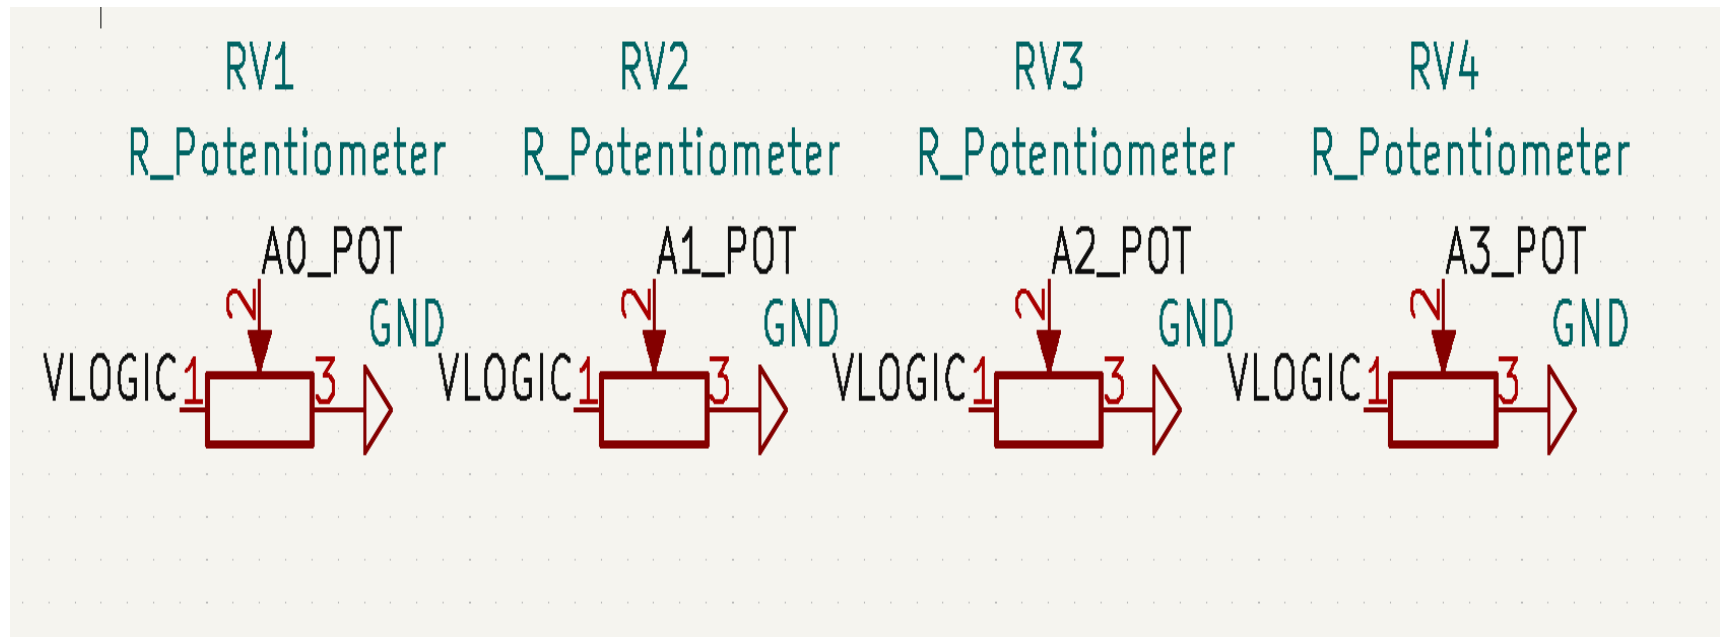 RV1 RV2 RV3 RV4
R_Potentiometer R_Potentiometer R_Potentiometer R_Potentiometer
A0_POT A1_POT A2_POT A3_POT
2 GND 2 GND 2 GND 2 GND
VLOGIC 1 3 VLOGIC 1 3 VLOGIC 1 3 VLOGIC 1 3